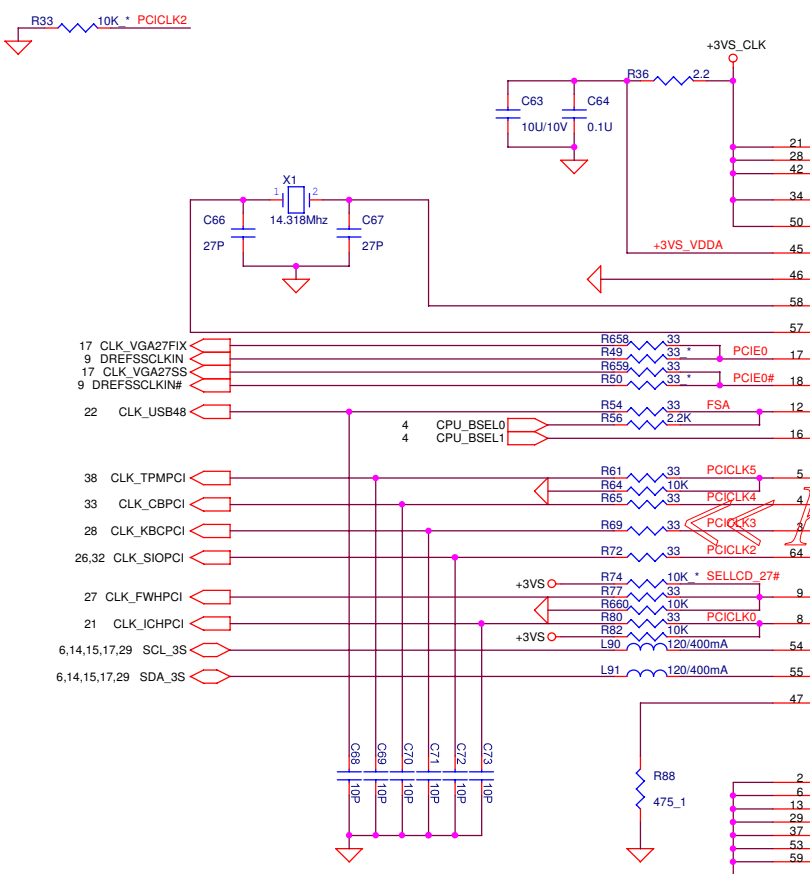 R33 10K_* PCICLK2
+3VS_CLK
R36 2.2
C63 C64
10U/10V 0.1U
21
28
42
X1
1 2
34
C66 14.318Mhz C67
50
27P 27P
+3VS_VDDA 45
46
58
57
17 CLK_VGA27FIX R658 33
9 DREFSSCLKIN R49 33_* PCIE0 17
17 CLK_VGA27SS R659 33
9 DREFSSCLKIN# R50 33_* PCIE0# 18
22 CLK_USB48 R54 33 FSA 12
4 CPU_BSEL0 R56 2.2K
4 CPU_BSEL1 16
38 CLK_TPMPCI R61 33 PCICLK5 5
R64 10K
33 CLK_CBPCI R65 33 PCICLK4 4
28 CLK_KBCPCI R69 33 PCICLK3 3
26,32 CLK_SIOPCI R72 33 PCICLK2 64
+3VS R74 10K_* SELLCD_27#
27 CLK_FWHPCI R77 33 9
R660 10K
21 CLK_ICHPCI R80 33 PCICLK0 8
+3VS R82 10K
6,14,15,17,29 SCL_3S L90 120/400mA 54
6,14,15,17,29 SDA_3S L91 120/400mA 55
47
C68 C69 C70 C71 C72 C73
10P 10P 10P 10P 10P 10P
R88
475_1
2
6
13
29
37
53
59